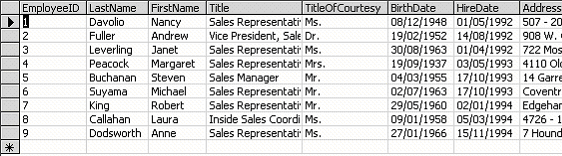 EmployeeID LastName FirstName Title TitleOfCourtesy BirthDate HireDate Address
1 Davolio Nancy Sales Representativ Ms. 08/12/1948 01/05/1992 507 - 20
2 Fuller Andrew Vice President, Sale Dr. 19/02/1952 14/08/1992 908 W. C
3 Leverling Janet Sales Representativ Ms. 30/08/1963 01/04/1992 722 Mos
4 Peacock Margaret Sales Representativ Mrs. 19/09/1937 03/05/1993 4110 Old
5 Buchanan Steven Sales Manager Mr. 04/03/1955 17/10/1993 14 Garre
6 Suyama Michael Sales Representativ Mr. 02/07/1963 17/10/1993 Coventr
7 King Robert Sales Representativ Mr. 29/05/1960 02/01/1994 Edgehar
8 Callahan Laura Inside Sales Coordi Ms. 09/01/1958 05/03/1994 4726 - 1
9 Dodsworth Anne Sales Representativ Ms. 27/01/1966 15/11/1994 7 Hound